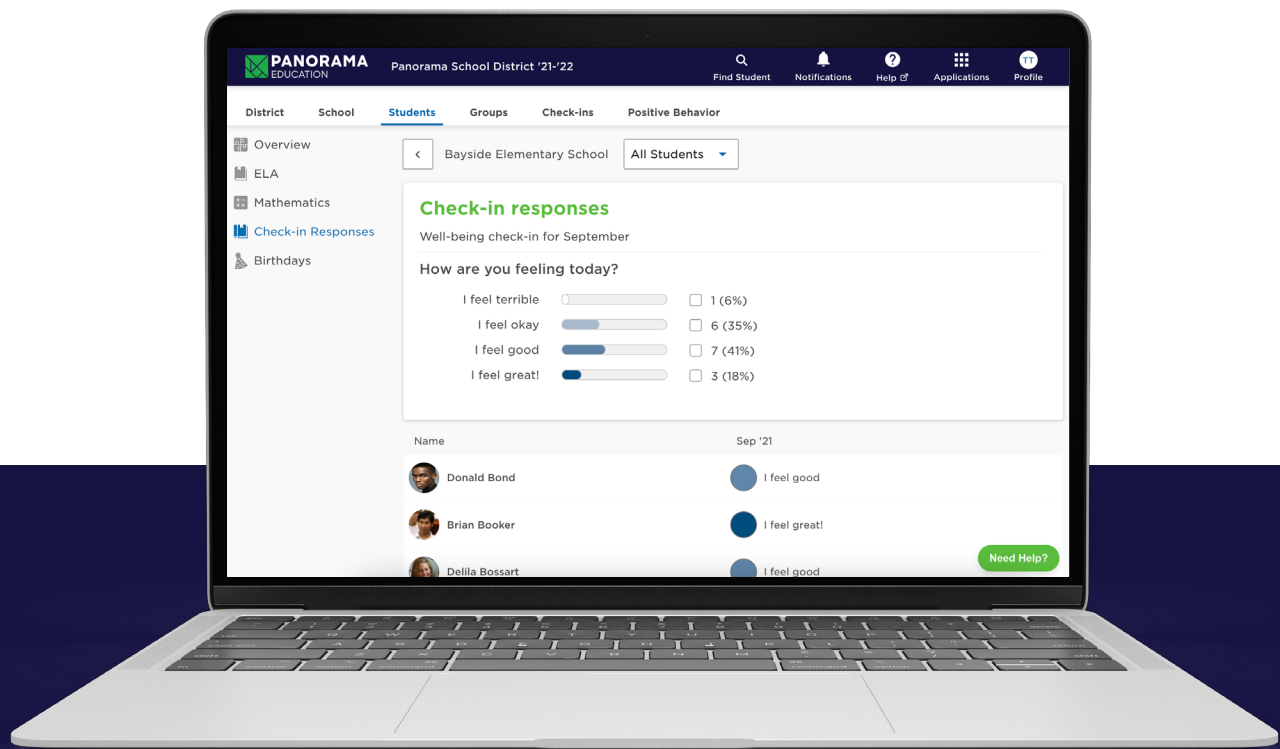 PANORAMA
EDUCATION
Panorama School District '21-'22
Find Student
Notifications
Help
Applications
TT
Profile
District
School
Students
Groups
Check-ins
Positive Behavior
Overview
ELA
Mathematics
Check-in Responses
Birthdays
Bayside Elementary School
All Students
Check-in responses
Well-being check-in for September
How are you feeling today?
I feel terrible 1 (6%)
I feel okay 6 (35%)
I feel good 7 (41%)
I feel great! 3 (18%)
Name Sep '21
Donald Bond I feel good
Brian Booker I feel great!
Delila Bossart I feel good
Need Help?